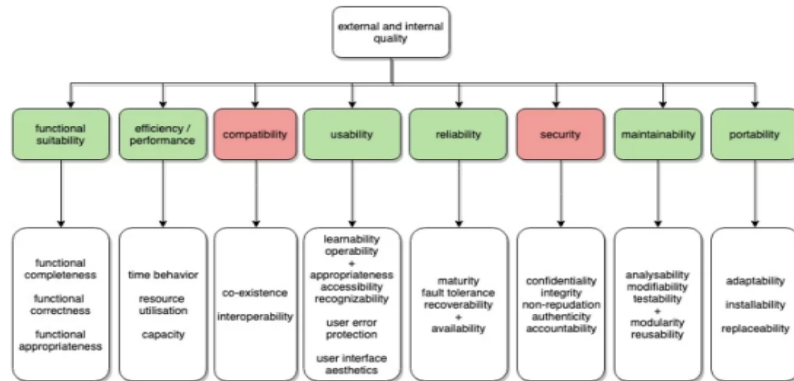 external and internal
quality
functional
suitability
efficiency /
performance
compatibility
usability
reliability
security
maintainability
portability
functional
completeness
functional
correctness
functional
appropriateness
time behavior
resource
utilisation
capacity
co-existence
interoperability
learnability
operability
+
appropriateness
accessibility
recognizability
user error
protection
user interface
aesthetics
maturity
fault tolerance
recoverability
+
availability
confidentiality
integrity
non-repudation
authenticity
accountability
analysability
modifiability
testability
+
modularity
reusability
adaptability
installability
replaceability